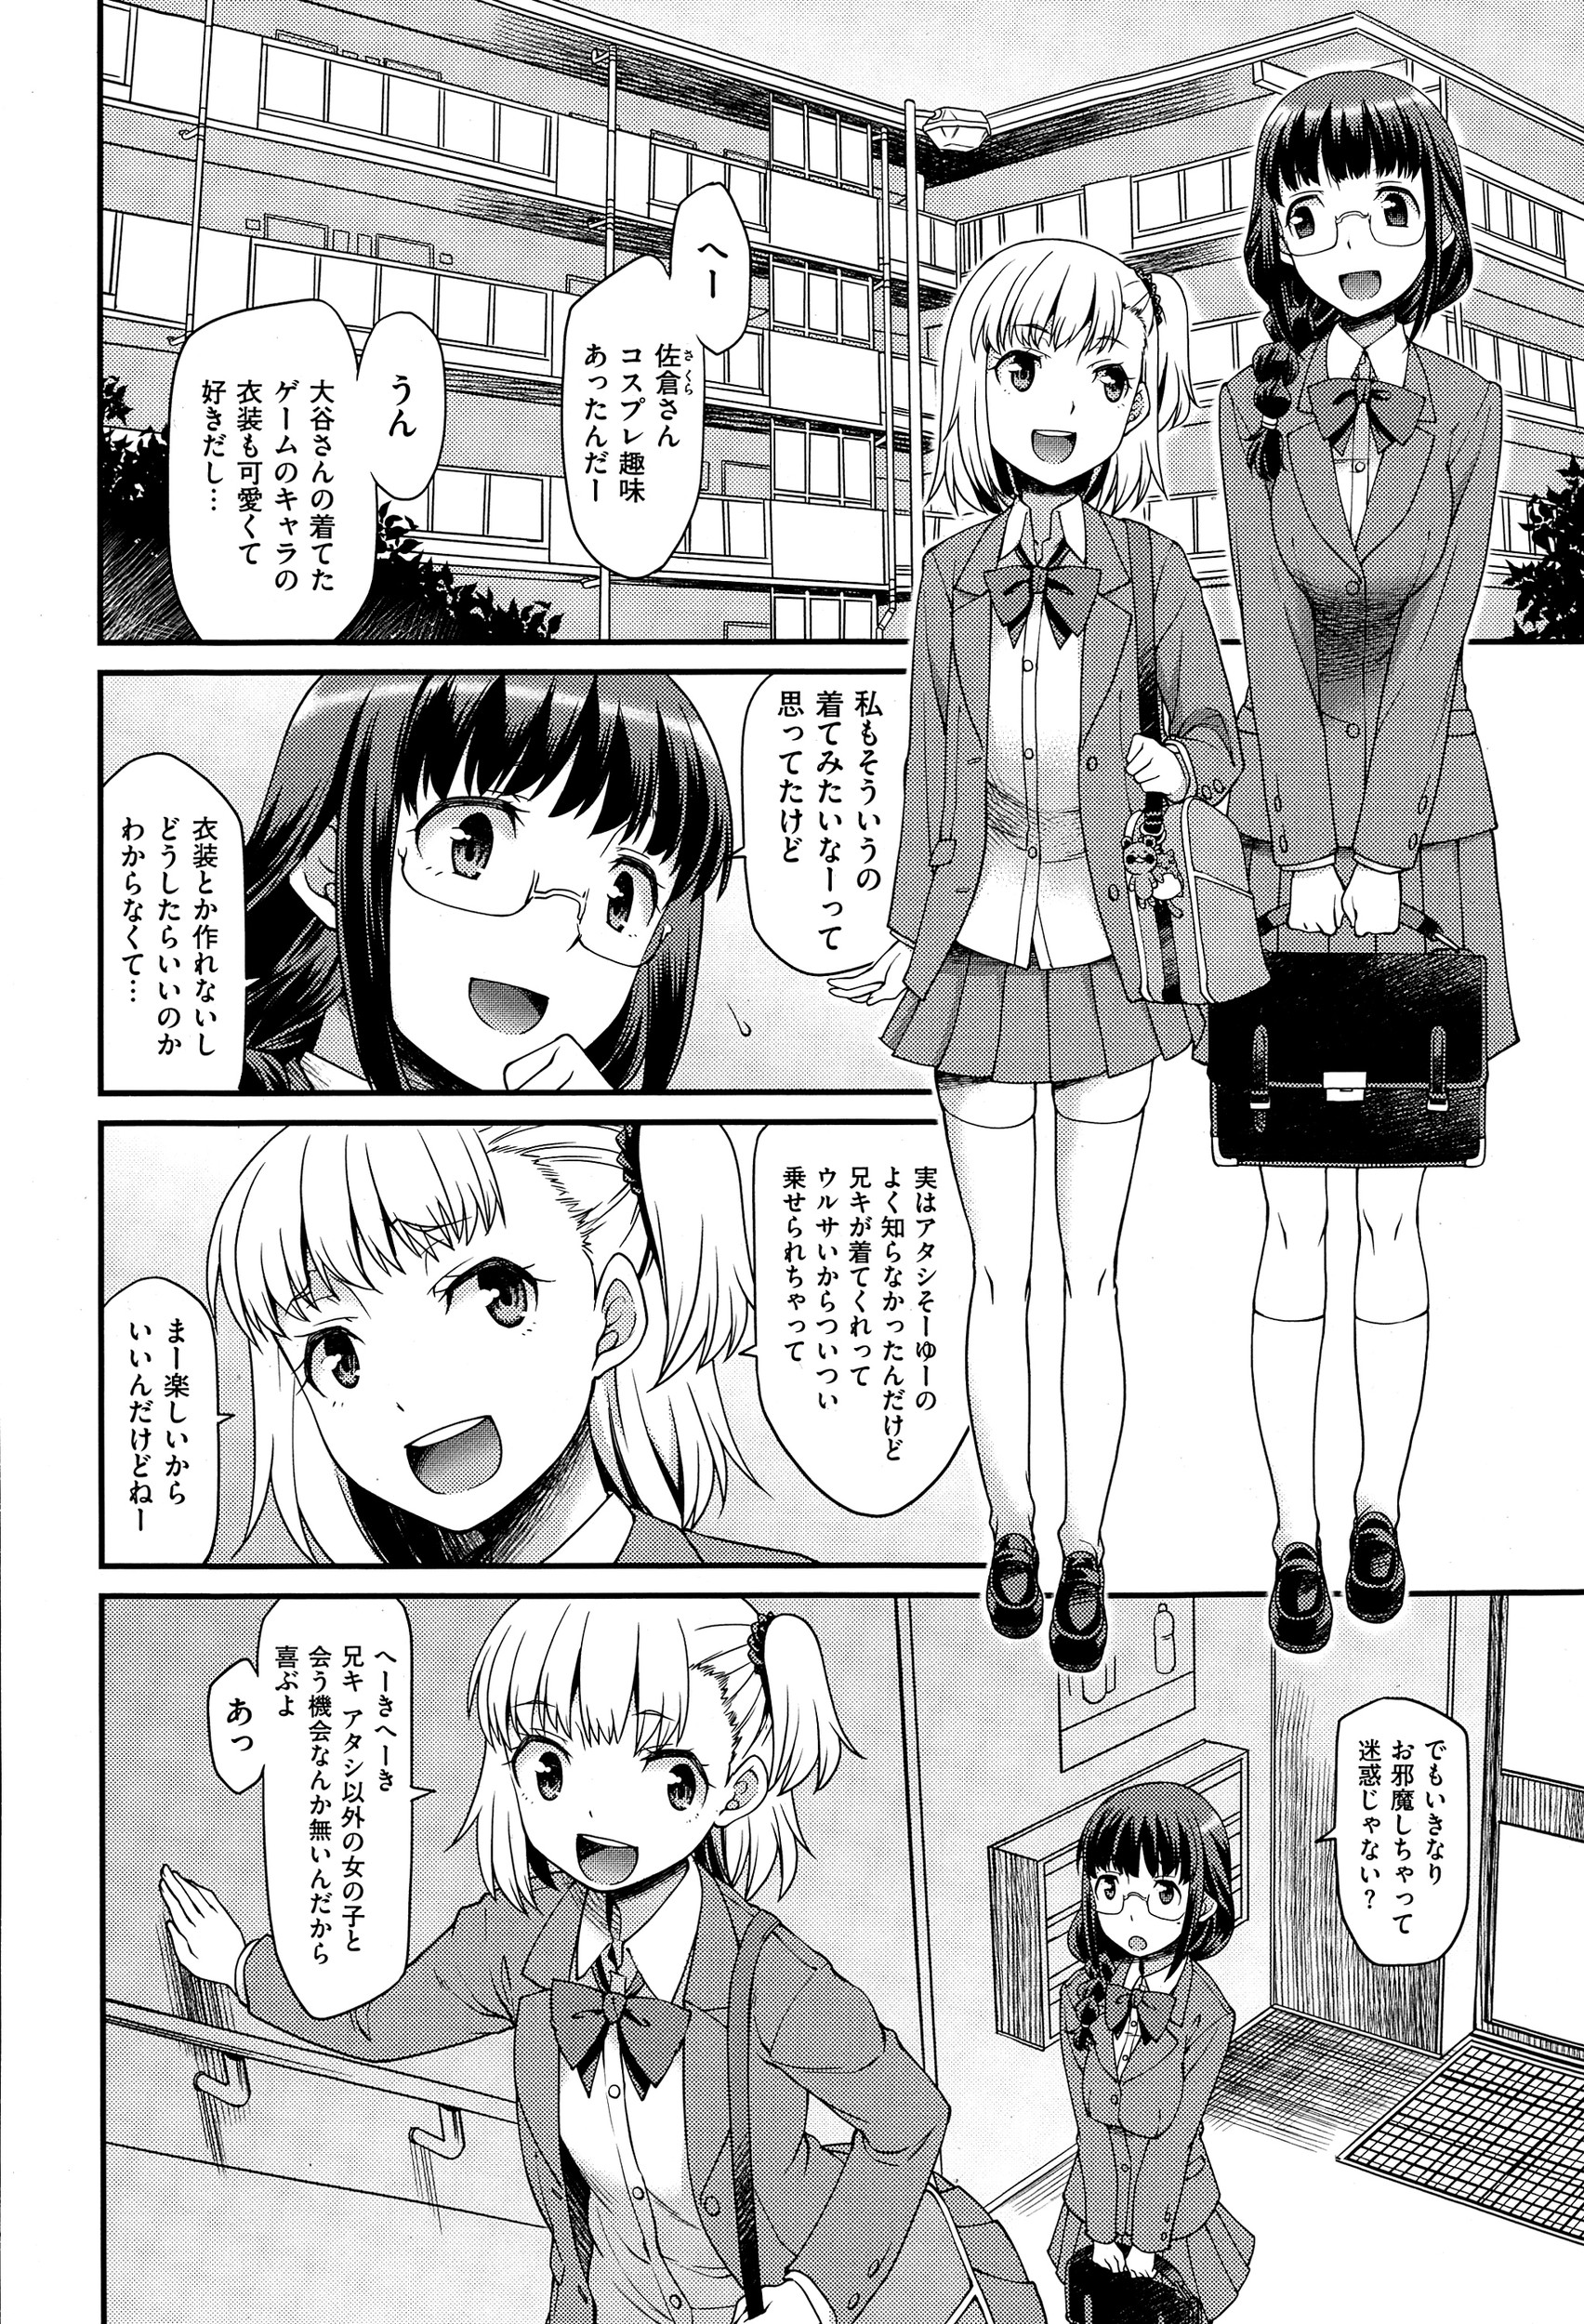 へー
佐倉さん
さくら
コスプレ趣味
あったんだー
うん
大谷さんの着てた
ゲームのキャラの
衣装も可愛くて
好きだし…
私もそういうの
着てみたいなーって
思ってたけど
衣装とか作れないし
どうしたらいいのか
わからなくて…
実はアタシそーゆーの
よく知らなかったんだけど
兄キが着てくれって
ウルサいからついつい
乗せられちゃって
まー楽しいから
いいんだけどねー
でもいきなり
お邪魔しちゃって
迷惑じゃない？
へーきへーき
兄キ アタシ以外の女の子と
会う機会なんか無いんだから
喜ぶよ
あっ